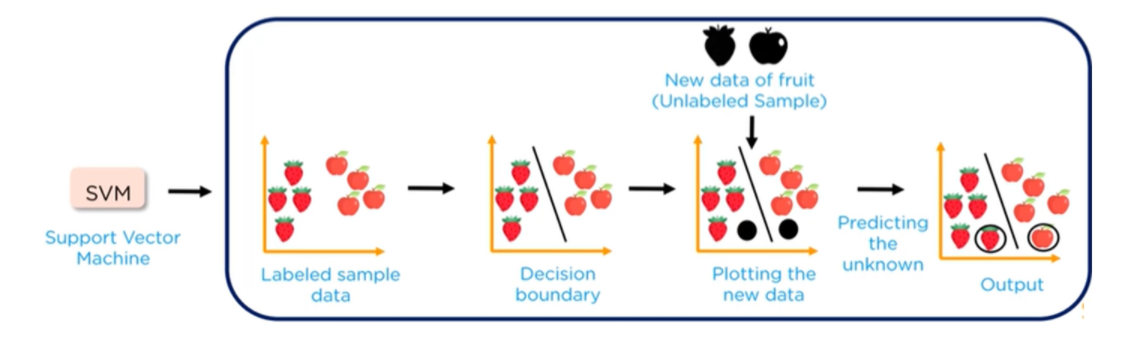 SVM
Support Vector
Machine
Labeled sample
data
Decision
boundary
New data of fruit
(Unlabeled Sample)
Plotting the
new data
Predicting
the
unknown
Output